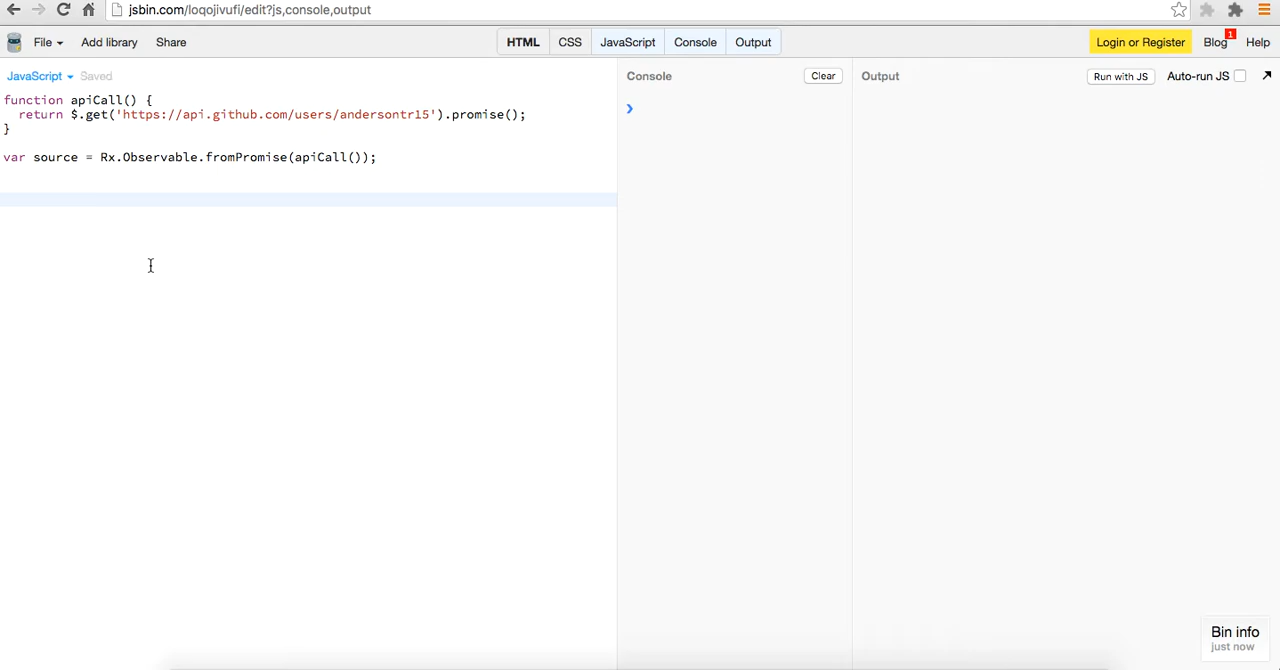 jsbin.com/loqojivufi/edit?js,console,output
File Add library Share HTML CSS JavaScript Console Output Login or Register Blog 1 Help
JavaScript Saved Console Clear Output Run with JS Auto-run JS
function apiCall() {
return $.get('https://api.github.com/users/andersontr15').promise();
}
var source = Rx.Observable.fromPromise(apiCall());
Bin info
just now